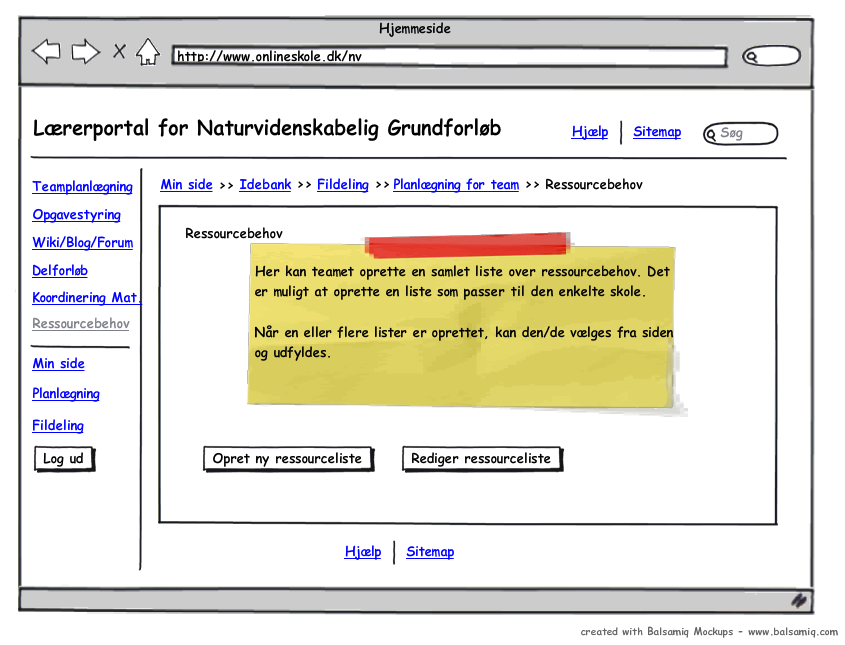 Hjemmeside
http://www.onlineskole.dk/nv
Lærerportal for Naturvidenskabelig Grundforløb
Hjælp | Sitemap
Søg
Min side >> Idebank >> Fildeling >> Planlægning for team >> Ressourcebehov
Teamplanlægning
Opgavestyring
Wiki/Blog/Forum
Delforløb
Koordinering Mat.
Ressourcebehov
Min side
Planlægning
Fildeling
Log ud
Ressourcebehov
Her kan teamet oprette en samlet liste over ressourcebehov. Det
er muligt at oprette en liste som passer til den enkelte skole.
Når en eller flere lister er oprettet, kan den/de vælges fra siden
og udfyldes.
Opret ny ressourceliste
Rediger ressourceliste
Hjælp | Sitemap
created with Balsamiq Mockups - www.balsamiq.com